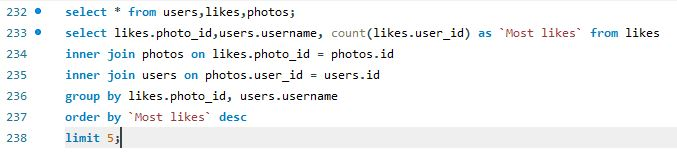 232 select * from users,likes,photos;
233 select likes.photo_id,users.username, count(likes.user_id) as `Most likes` from likes
234 inner join photos on likes.photo_id = photos.id
235 inner join users on photos.user_id = users.id
236 group by likes.photo_id, users.username
237 order by `Most likes` desc
238 limit 5;